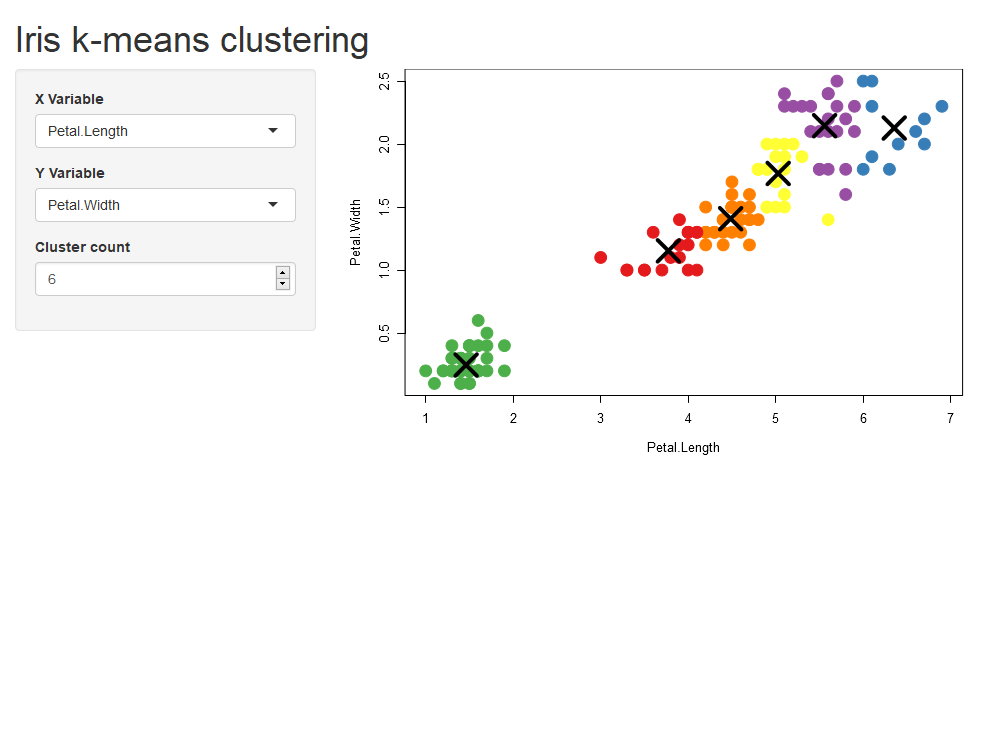 Iris k-means clustering
X Variable
Petal.Length
Y Variable
Petal.Width
Cluster count
6
2.5
2.0
1.5
1.0
0.5
Petal.Width
1 2 3 4 5 6 7
Petal.Length